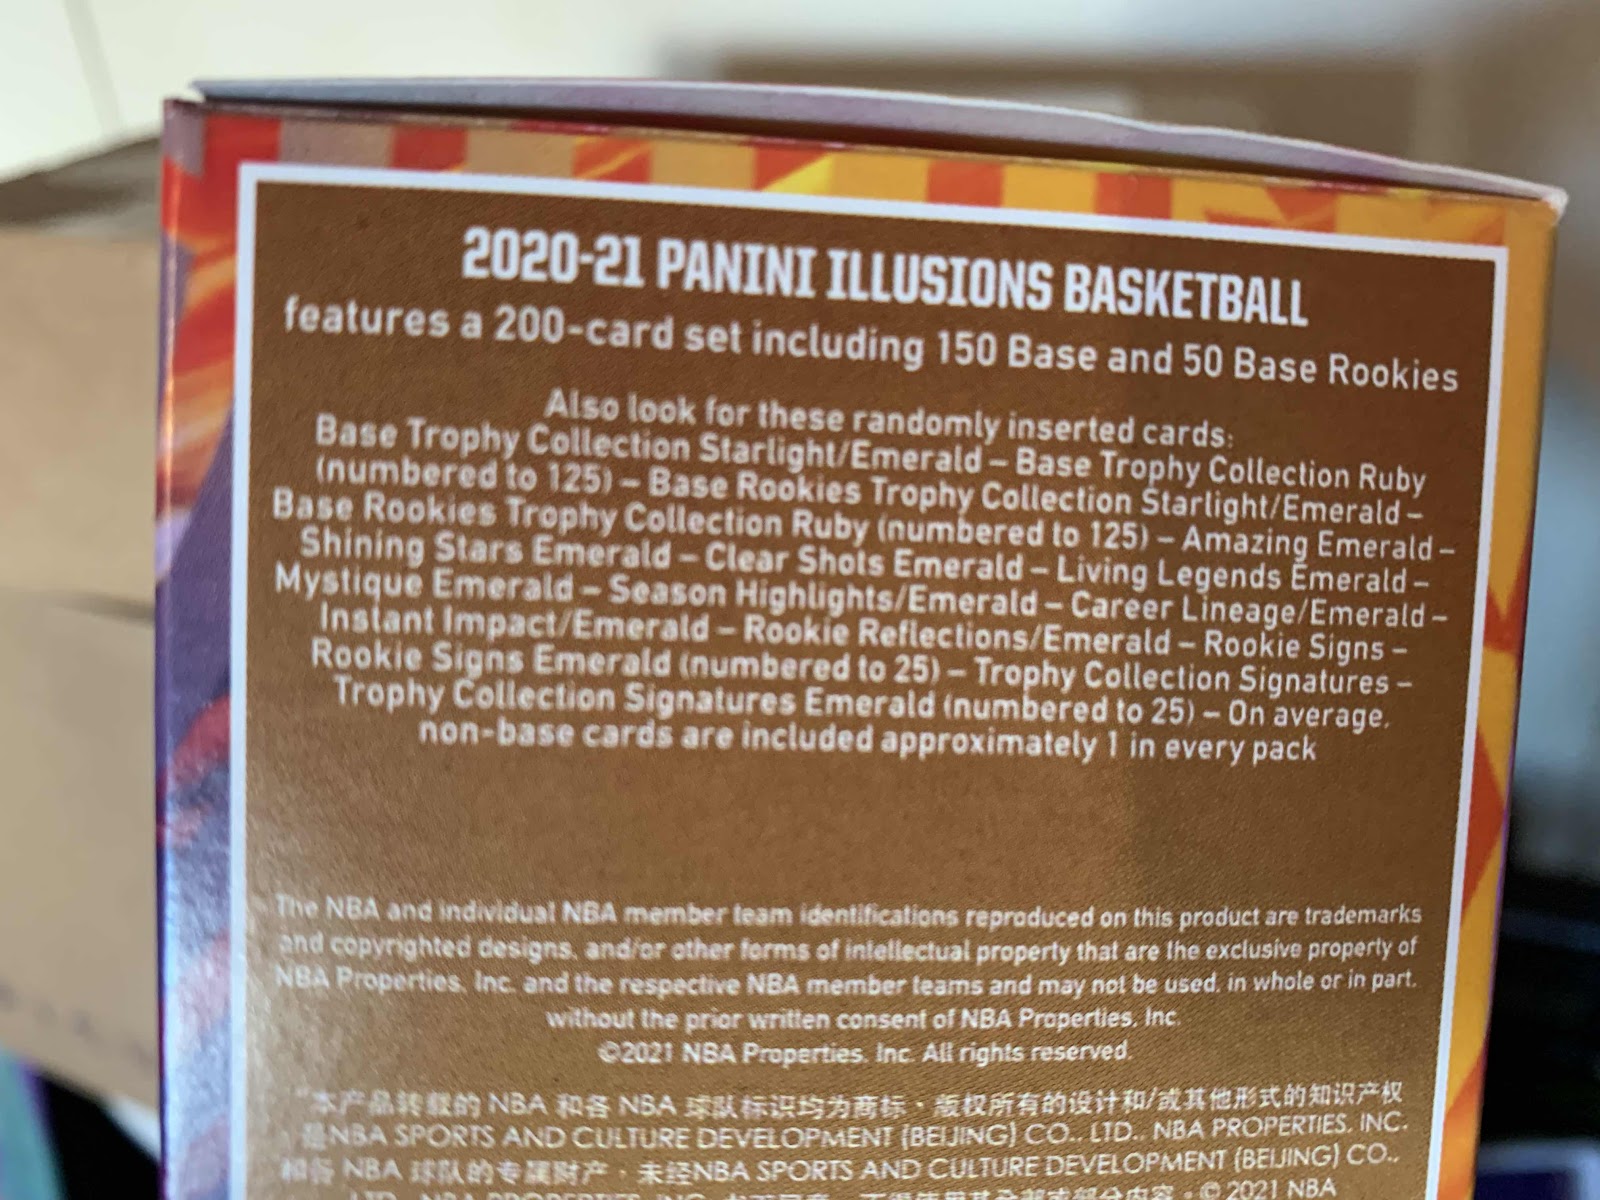 2020-21 PANINI ILLUSIONS BASKETBALL
features a 200-card set including 150 Base and 50 Base Rookies
Also look for these randomly inserted cards:
Base Trophy Collection Starlight/Emerald – Base Trophy Collection Ruby
(numbered to 125) – Base Rookies Trophy Collection Starlight/Emerald –
Base Rookies Trophy Collection Ruby (numbered to 125) – Amazing Emerald –
Shining Stars Emerald – Clear Shots Emerald – Living Legends Emerald –
Mystique Emerald – Season Highlights/Emerald – Career Lineage/Emerald –
Instant Impact/Emerald – Rookie Reflections/Emerald – Rookie Signs –
Rookie Signs Emerald (numbered to 25) – Trophy Collection Signatures –
Trophy Collection Signatures Emerald (numbered to 25) – On average,
non-base cards are included approximately 1 in every pack
The NBA and individual NBA member team identifications reproduced on this product are trademarks
and copyrighted designs, and/or other forms of intellectual property that are the exclusive property of
NBA Properties, Inc. and the respective NBA member teams and may not be used, in whole or in part,
without the prior written consent of NBA Properties, Inc.
©2021 NBA Properties, Inc. All rights reserved.
"本产品转载的 NBA 和各 NBA 球队标识均为商标,版权所有的设计和/或其他形式的知识产权
是NBA SPORTS AND CULTURE DEVELOPMENT (BEIJING) CO., LTD., NBA PROPERTIES, INC.
和各 NBA 球队的专属财产,未经NBA SPORTS AND CULTURE DEVELOPMENT (BEIJING) CO.,
LTD., NBA PROPERTIES, INC. © 2021 NBA